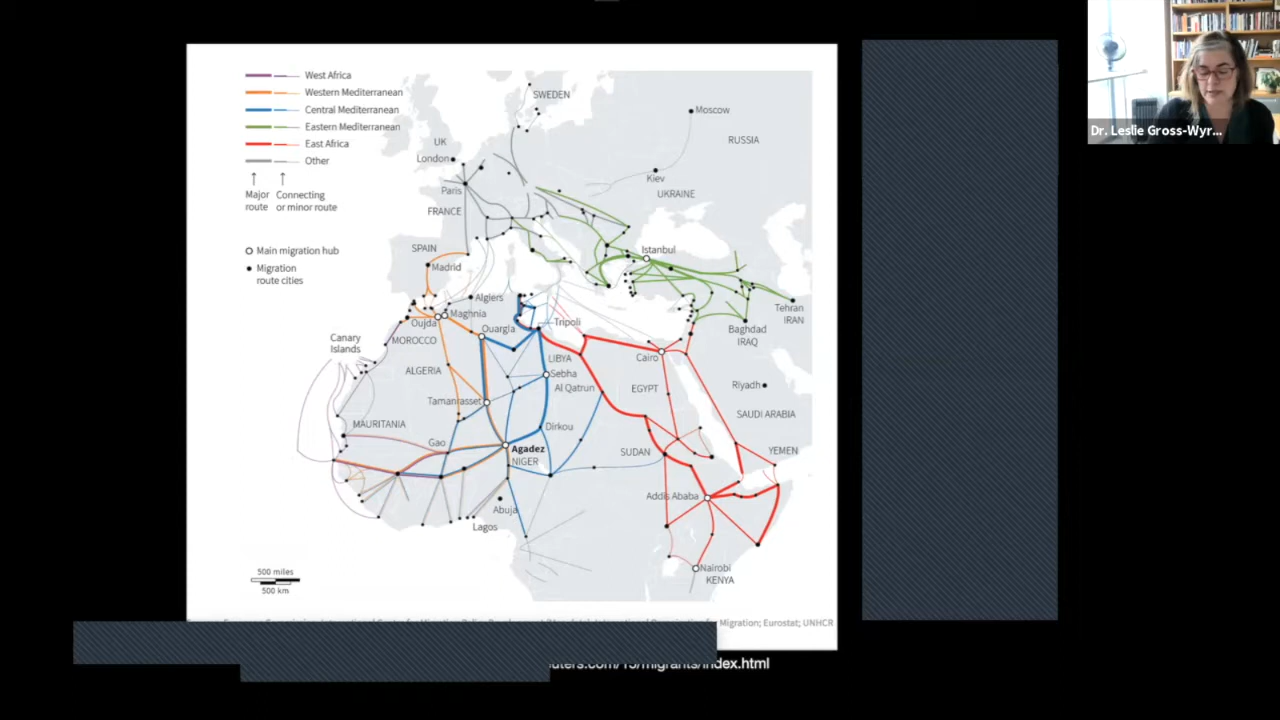 Dr. Leslie Gross-Wyr...
West Africa
Western Mediterranean
Central Mediterranean
Eastern Mediterranean
East Africa
Other
Major
route
Connecting
or minor route
Main migration hub
Migration
route cities
SWEDEN
Moscow
RUSSIA
UK
London
Kiev
UKRAINE
Paris
FRANCE
SPAIN
Madrid
Istanbul
Algiers
Tehran
IRAN
Oujda
Maghnia
Ouargla
Tripoli
Baghdad
IRAQ
Canary
Islands
MOROCCO
LIBYA
Cairo
ALGERIA
Sebha
Al Qatrun
EGYPT
Riyadh
Tamanrasset
SAUDI ARABIA
MAURITANIA
Dirkou
Gao
Agadez
NIGER
SUDAN
YEMEN
Abuja
Addis Ababa
Lagos
Nairobi
KENYA
500 miles
500 km
for Migration; Eurostat; UNHCR
/migrants/index.html